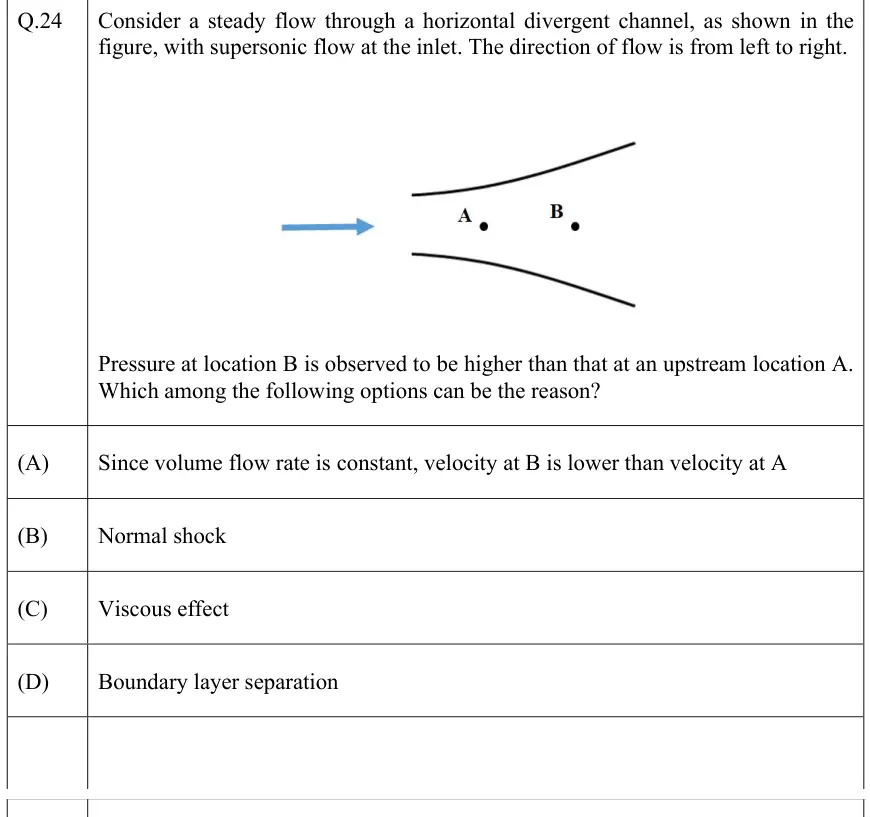 Q.24 Consider a steady flow through a horizontal divergent channel, as shown in the
figure, with supersonic flow at the inlet. The direction of flow is from left to right.
A B
Pressure at location B is observed to be higher than that at an upstream location A.
Which among the following options can be the reason?
(A) Since volume flow rate is constant, velocity at B is lower than velocity at A
(B) Normal shock
(C) Viscous effect
(D) Boundary layer separation